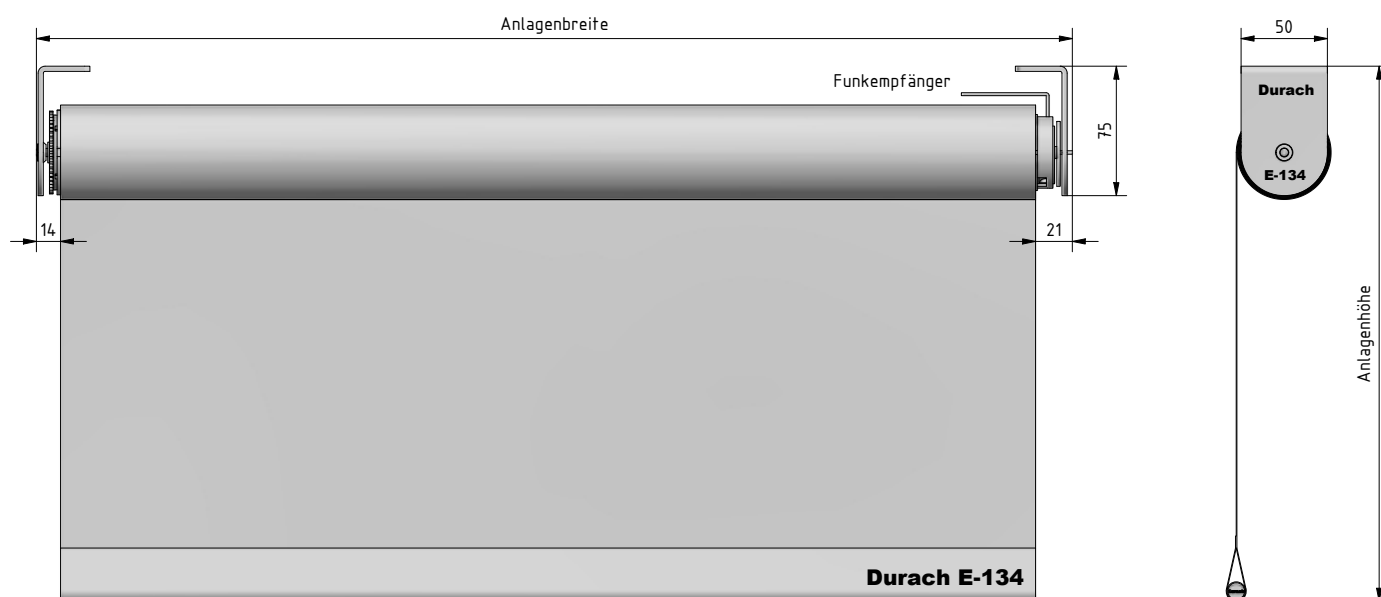 Anlagenbreite
50
Funkempfänger
Durach
75
E-134
14
21
Anlagenhöhe
Durach E-134